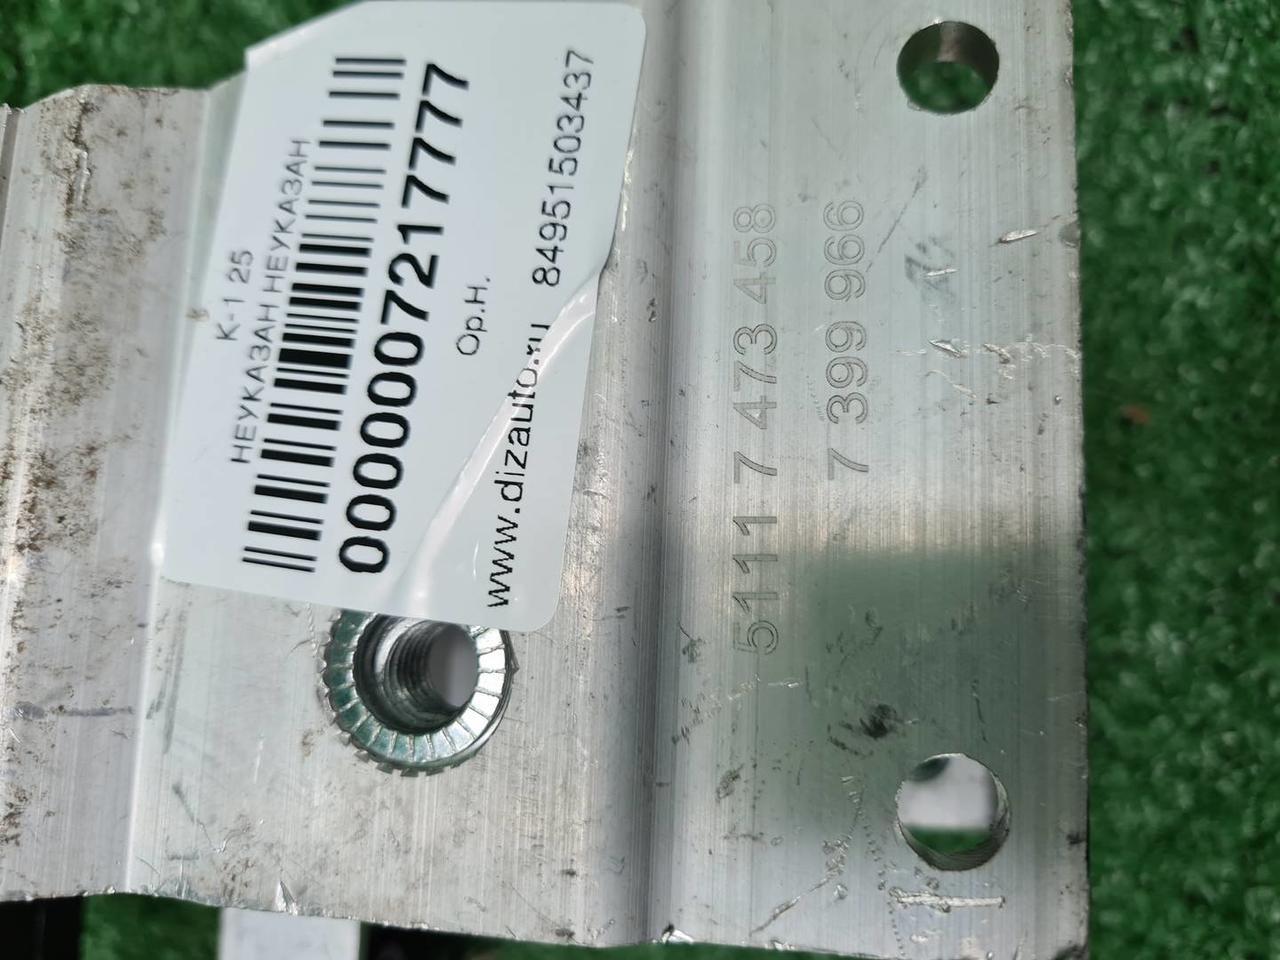 К-1 25
НЕУКАЗАН НЕУКАЗАН
000000721777
Ор.Н.
www.dizauto.ru 84951503437
5111 7 473 458
7 399 966